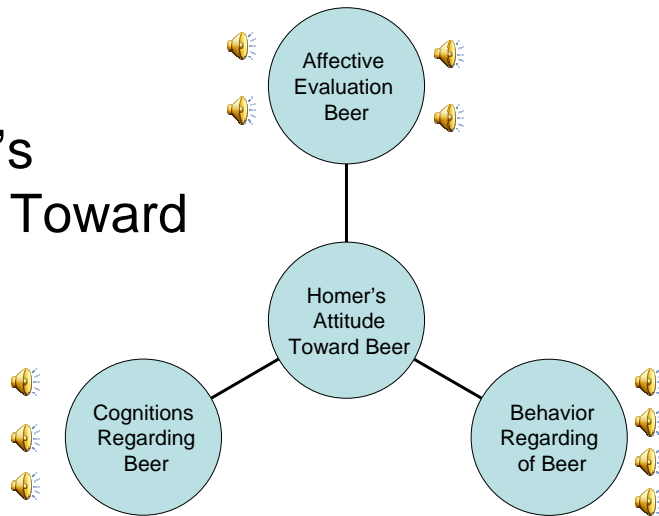 ’s
Toward
Affective
Evaluation
Beer
Homer’s
Attitude
Toward Beer
Cognitions
Regarding
Beer
Behavior
Regarding
of Beer